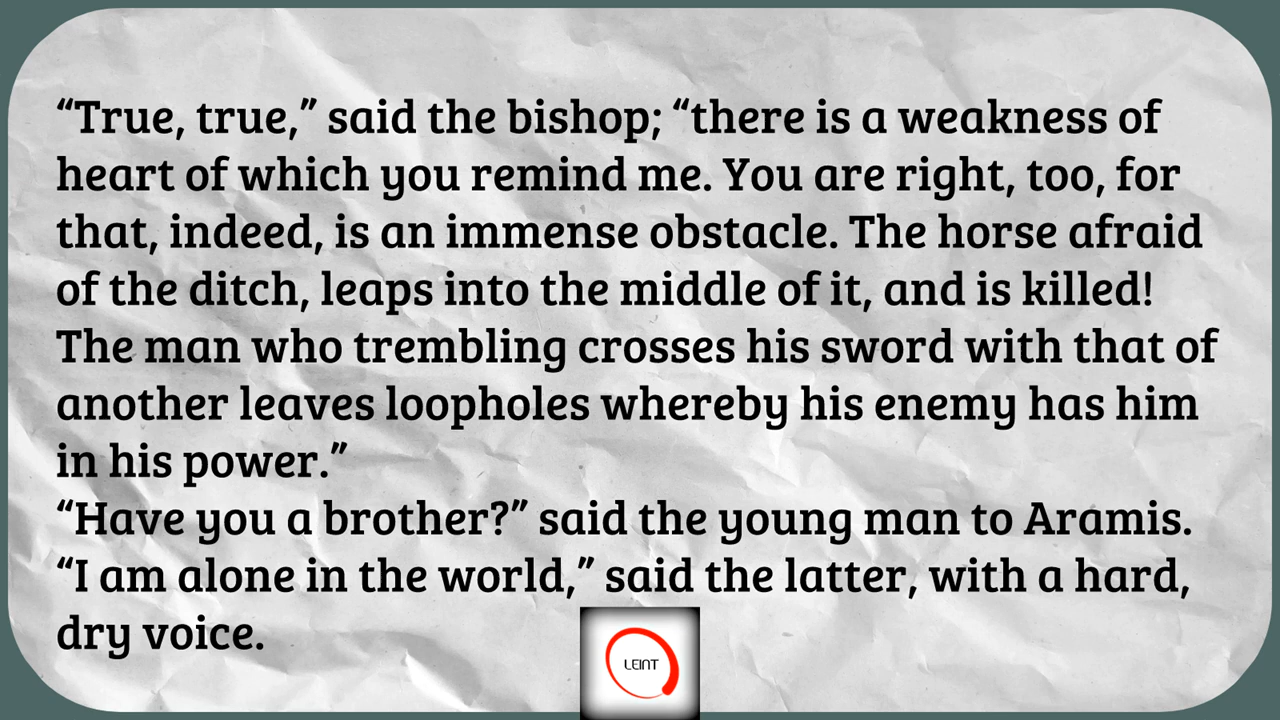 “True, true,” said the bishop; “there is a weakness of
heart of which you remind me. You are right, too, for
that, indeed, is an immense obstacle. The horse afraid
of the ditch, leaps into the middle of it, and is killed!
The man who trembling crosses his sword with that of
another leaves loopholes whereby his enemy has him
in his power.”
“Have you a brother?” said the young man to Aramis.
“I am alone in the world,” said the latter, with a hard,
dry voice.
LEINT